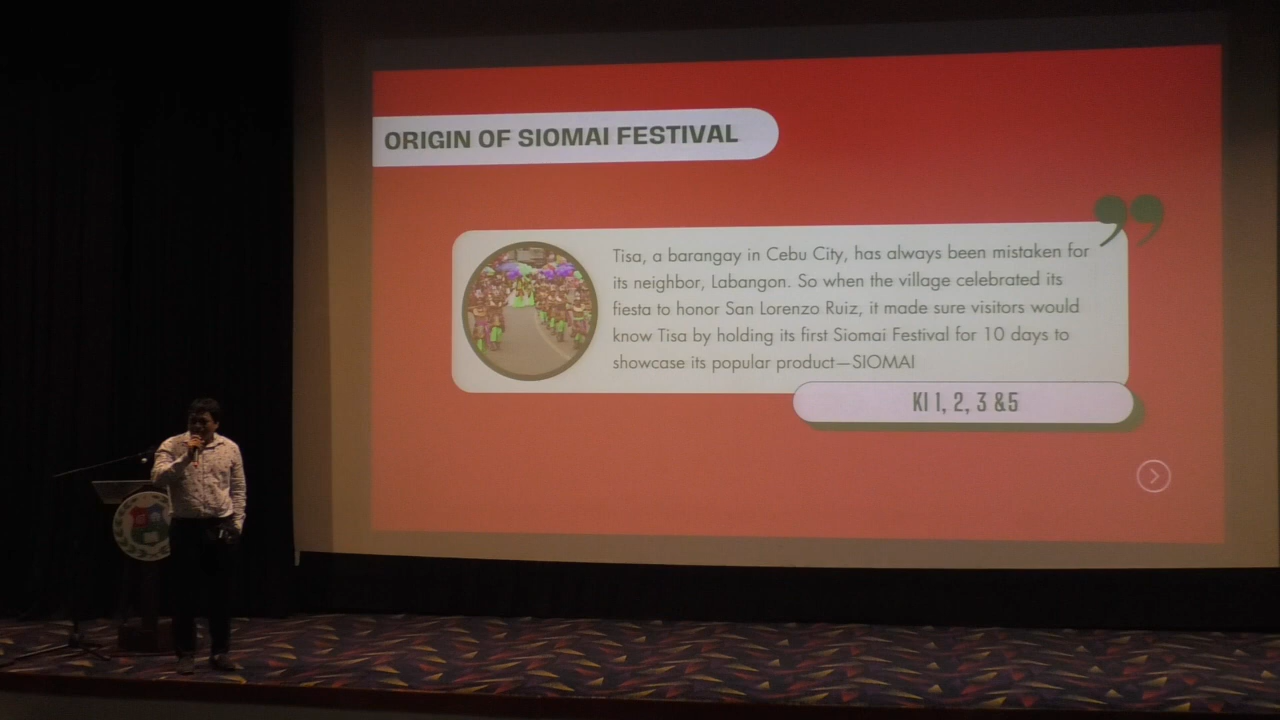 ORIGIN OF SIOMAI FESTIVAL
Tisa, a barangay in Cebu City, has always been mistaken for
its neighbor, Labangon. So when the village celebrated its
fiesta to honor San Lorenzo Ruiz, it made sure visitors would
know Tisa by holding its first Siomai Festival for 10 days to
showcase its popular product—SIOMAI
KI 1, 2, 3 &5